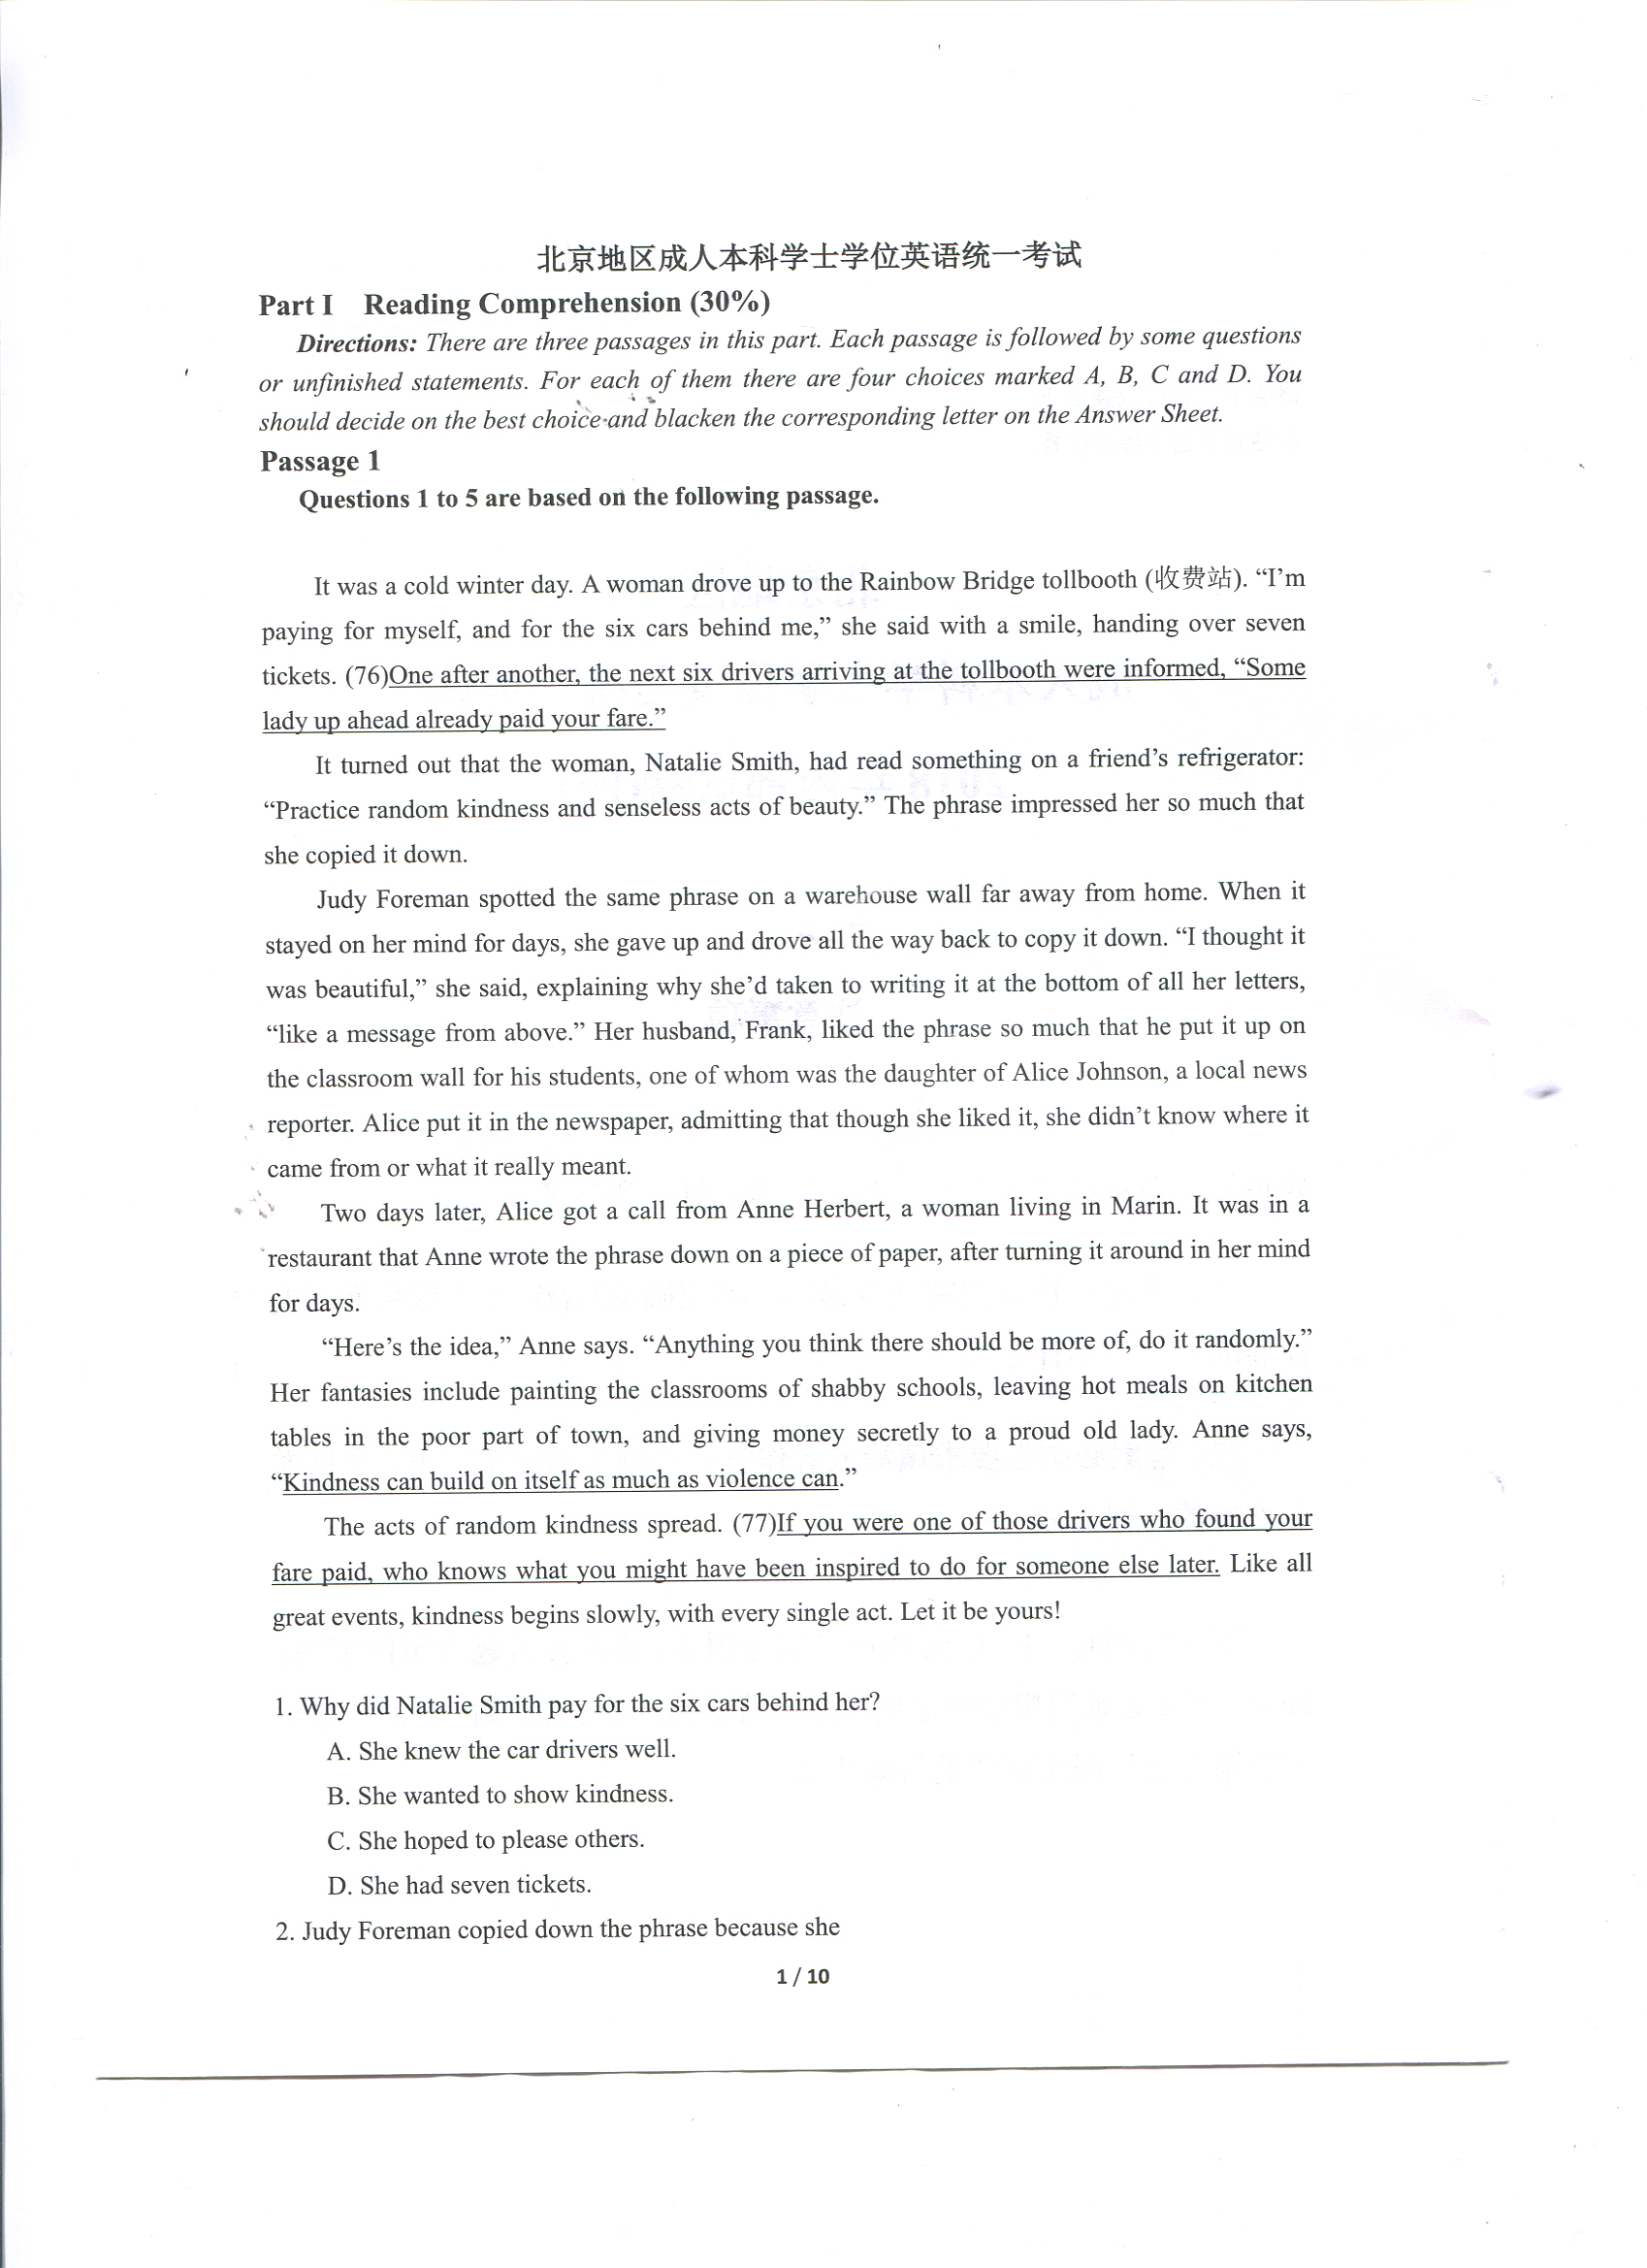 北京地区成人本科学士学位英语统一考试
Part I Reading Comprehension (30%)
Directions: There are three passages in this part. Each passage is followed by some questions
or unfinished statements. For each of them there are four choices marked A, B, C and D. You
should decide on the best choice and blacken the corresponding letter on the Answer Sheet.
Passage 1
Questions 1 to 5 are based on the following passage.
It was a cold winter day. A woman drove up to the Rainbow Bridge tollbooth (收费站). “I’m
paying for myself, and for the six cars behind me,” she said with a smile, handing over seven
tickets. (76)One after another, the next six drivers arriving at the tollbooth were informed, “Some
lady up ahead already paid your fare.”
It turned out that the woman, Natalie Smith, had read something on a friend’s refrigerator:
“Practice random kindness and senseless acts of beauty.” The phrase impressed her so much that
she copied it down.
Judy Foreman spotted the same phrase on a warehouse wall far away from home. When it
stayed on her mind for days, she gave up and drove all the way back to copy it down. “I thought it
was beautiful,” she said, explaining why she’d taken to writing it at the bottom of all her letters,
“like a message from above.” Her husband, Frank, liked the phrase so much that he put it up on
the classroom wall for his students, one of whom was the daughter of Alice Johnson, a local news
reporter. Alice put it in the newspaper, admitting that though she liked it, she didn’t know where it
came from or what it really meant.
Two days later, Alice got a call from Anne Herbert, a woman living in Marin. It was in a
restaurant that Anne wrote the phrase down on a piece of paper, after turning it around in her mind
for days.
“Here’s the idea,” Anne says. “Anything you think there should be more of, do it randomly.”
Her fantasies include painting the classrooms of shabby schools, leaving hot meals on kitchen
tables in the poor part of town, and giving money secretly to a proud old lady. Anne says,
“Kindness can build on itself as much as violence can.”
The acts of random kindness spread. (77)If you were one of those drivers who found your
fare paid, who knows what you might have been inspired to do for someone else later. Like all
great events, kindness begins slowly, with every single act. Let it be yours!
1. Why did Natalie Smith pay for the six cars behind her?
A. She knew the car drivers well.
B. She wanted to show kindness.
C. She hoped to please others.
D. She had seven tickets.
2. Judy Foreman copied down the phrase because she
1 / 10